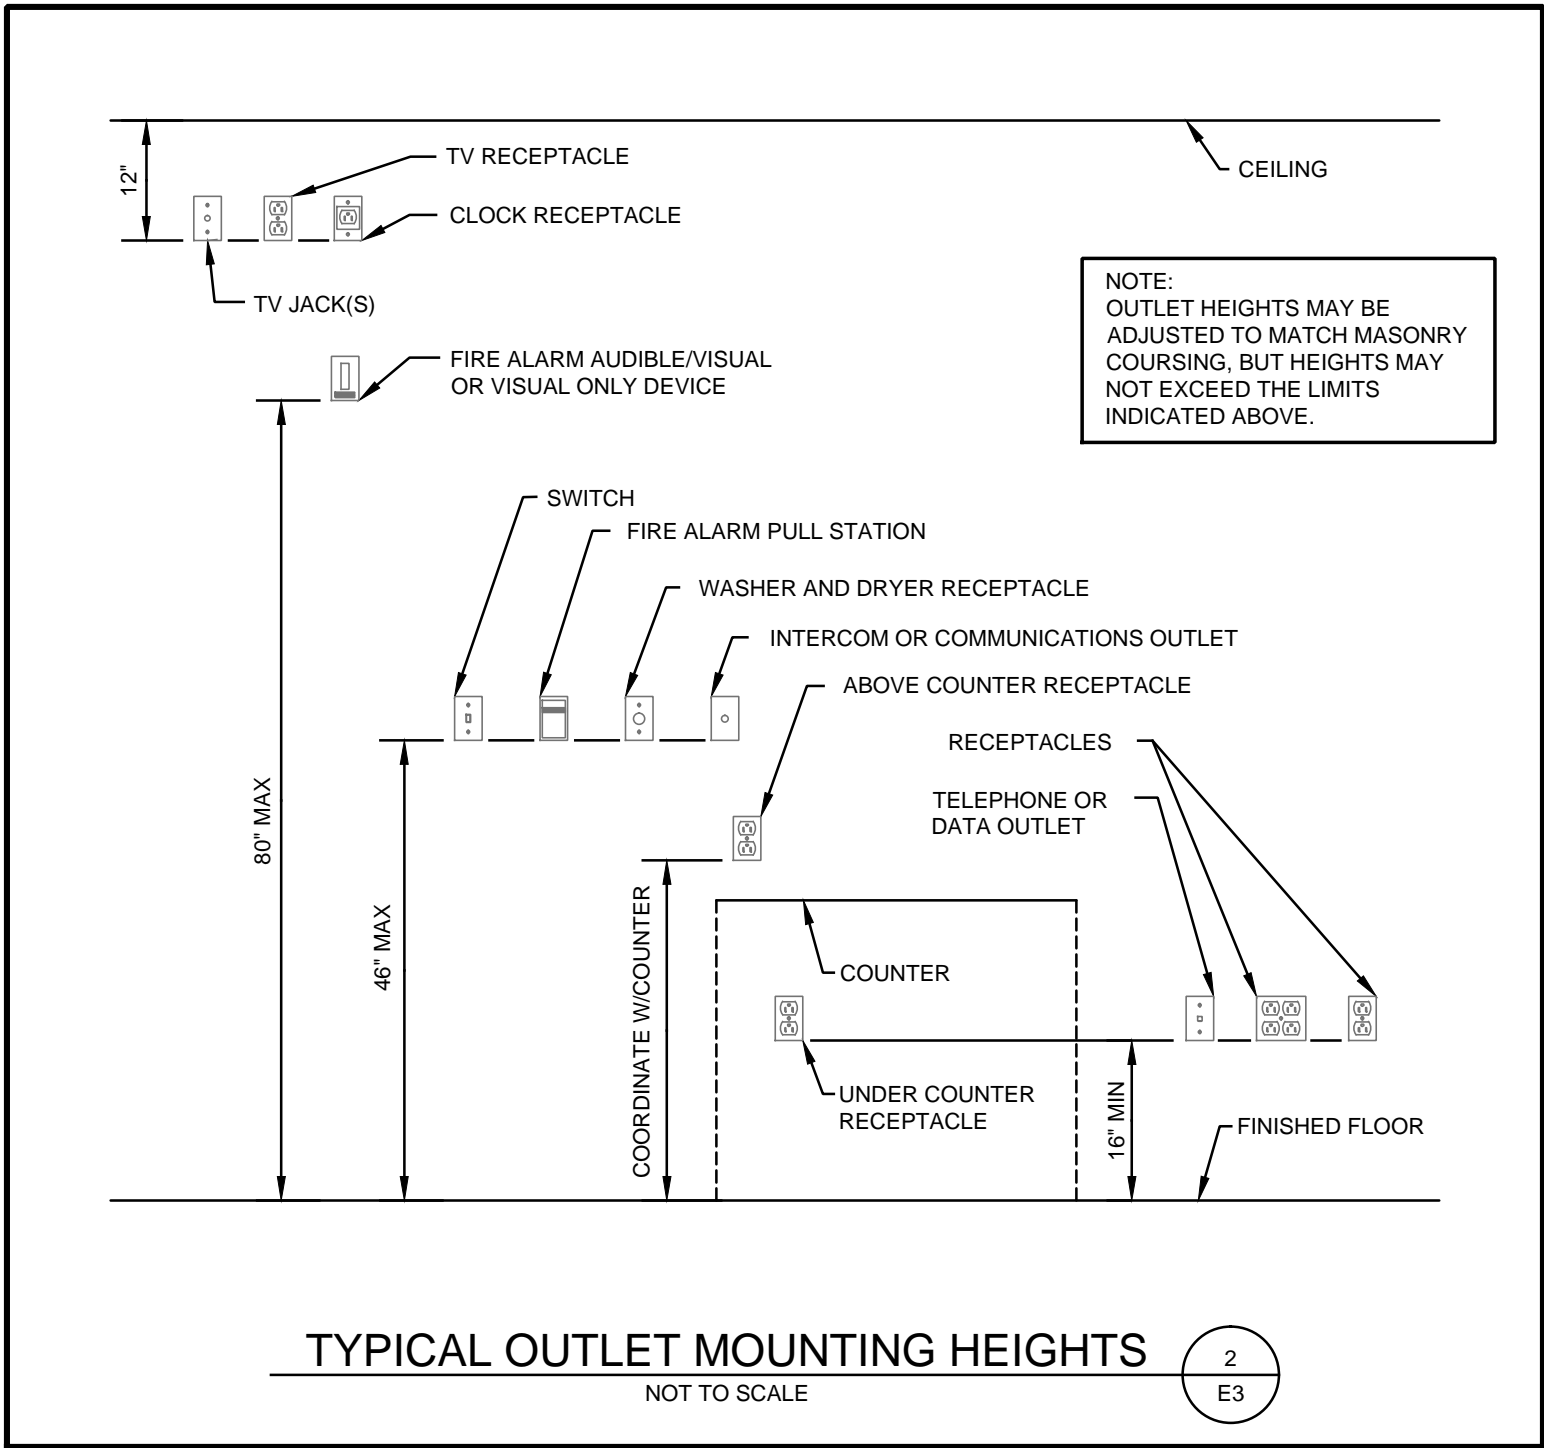 12"
TV RECEPTACLE
CEILING
CLOCK RECEPTACLE
TV JACK(S)
NOTE:
OUTLET HEIGHTS MAY BE
ADJUSTED TO MATCH MASONRY
COURSING, BUT HEIGHTS MAY
NOT EXCEED THE LIMITS
INDICATED ABOVE.
FIRE ALARM AUDIBLE/VISUAL
OR VISUAL ONLY DEVICE
SWITCH
FIRE ALARM PULL STATION
WASHER AND DRYER RECEPTACLE
INTERCOM OR COMMUNICATIONS OUTLET
ABOVE COUNTER RECEPTACLE
RECEPTACLES
TELEPHONE OR
DATA OUTLET
80" MAX
46" MAX
COORDINATE W/COUNTER
COUNTER
UNDER COUNTER
RECEPTACLE
16" MIN
FINISHED FLOOR
TYPICAL OUTLET MOUNTING HEIGHTS
NOT TO SCALE
2
E3